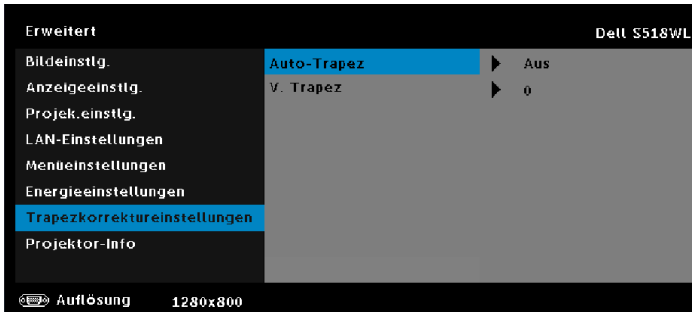 Erweitert Dell S518WL
Bildeinstlg. Auto-Trapez Aus
Anzeigeeinstlg. V. Trapez 0
Projek.einstlg.
LAN-Einstellungen
Menüeinstellungen
Energieeinstellungen
Trapezkorrektureinstellungen
Projektor-Info
Auflösung 1280x800